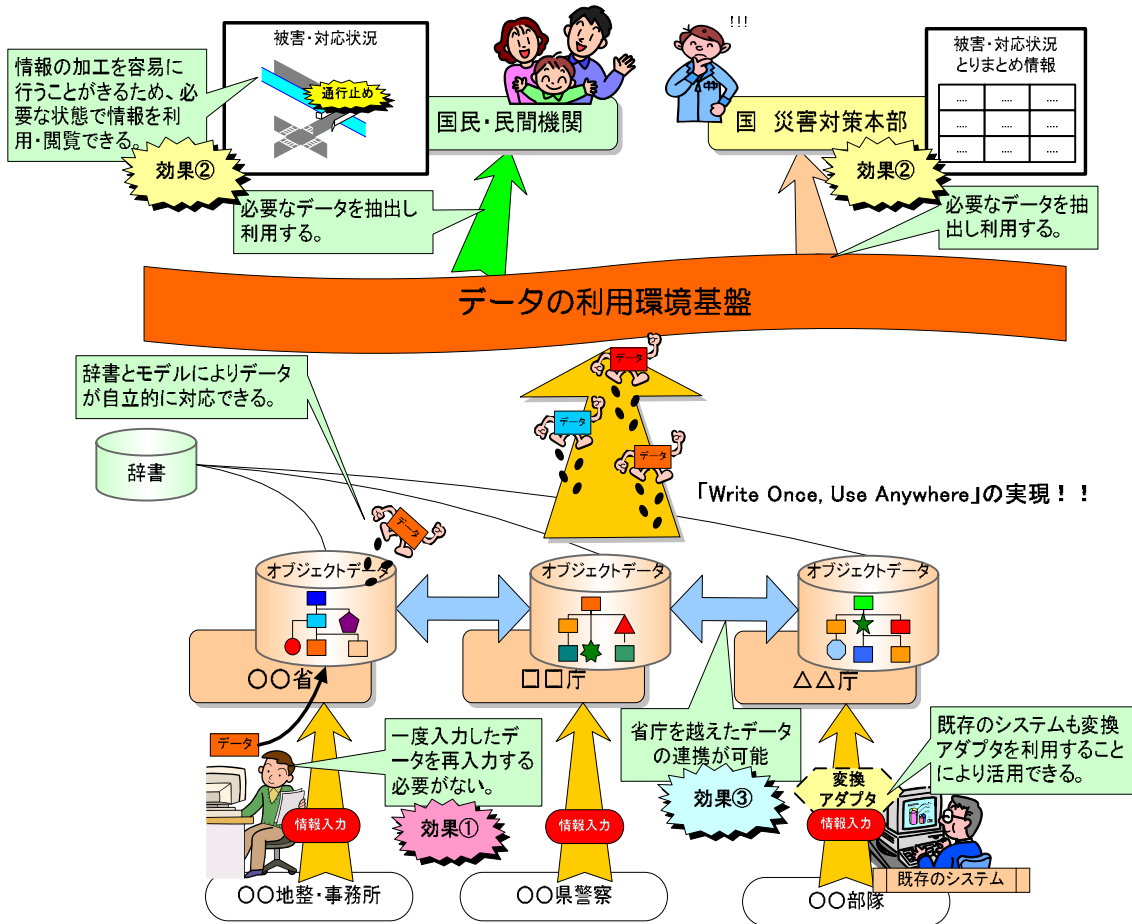 !!!
被害・対応状況
通行止め
情報の加工を容易に
行うことがきるため、必
要な状態で情報を利
用・閲覧できる。
効果②
国民・民間機関
国 災害対策本部
被害・対応状況
とりまとめ情報
.... .... ....
.... .... ....
.... .... ....
効果②
必要なデータを抽出し
利用する。
必要なデータを抽
出し利用する。
データの利用環境基盤
辞書とモデルによりデータ
が自立的に対応できる。
データ
データ
データ
辞書
「Write Once, Use Anywhere」の実現！！
データ
オブジェクトデータ
オブジェクトデータ
オブジェクトデータ
〇〇省
□□庁
△△庁
データ
一度入力したデ
ータを再入力する
必要がない。
効果①
省庁を越えたデータ
の連携が可能
効果③
既存のシステムも変換
アダプタを利用すること
により活用できる。
変換
アダプタ
情報入力
情報入力
情報入力
既存のシステム
〇〇地整・事務所
〇〇県警察
〇〇部隊